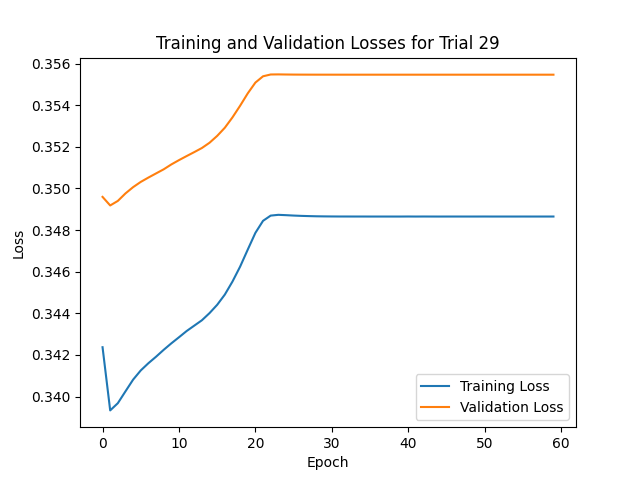 Training and Validation Losses for Trial 29
0.356
0.354
0.352
0.350
0.348
0.346
0.344
0.342
0.340
Loss
0 10 20 30 40 50 60
Epoch
Training Loss
Validation Loss